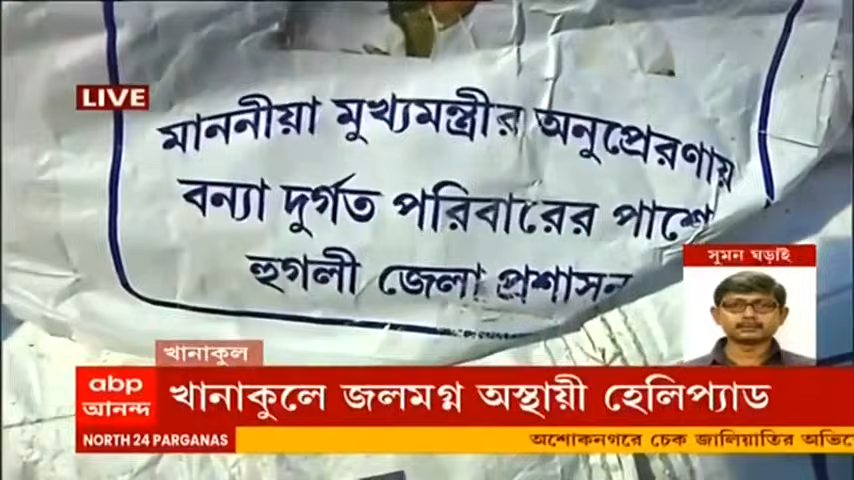 LIVE
মাননীয়া মুখ্যমন্ত্রীর অনুপ্রেরণায়
বন্যা দুর্গত পরিবারের পাশে
হুগলী জেলা প্রশাসন
সুমন ঘড়াই
খানাকুল
abp
আনন্দ
খানাকুলে জলমগ্ন অস্থায়ী হেলিপ্যাড
NORTH 24 PARGANAS
অশোকনগরে চেক জালিয়াতির